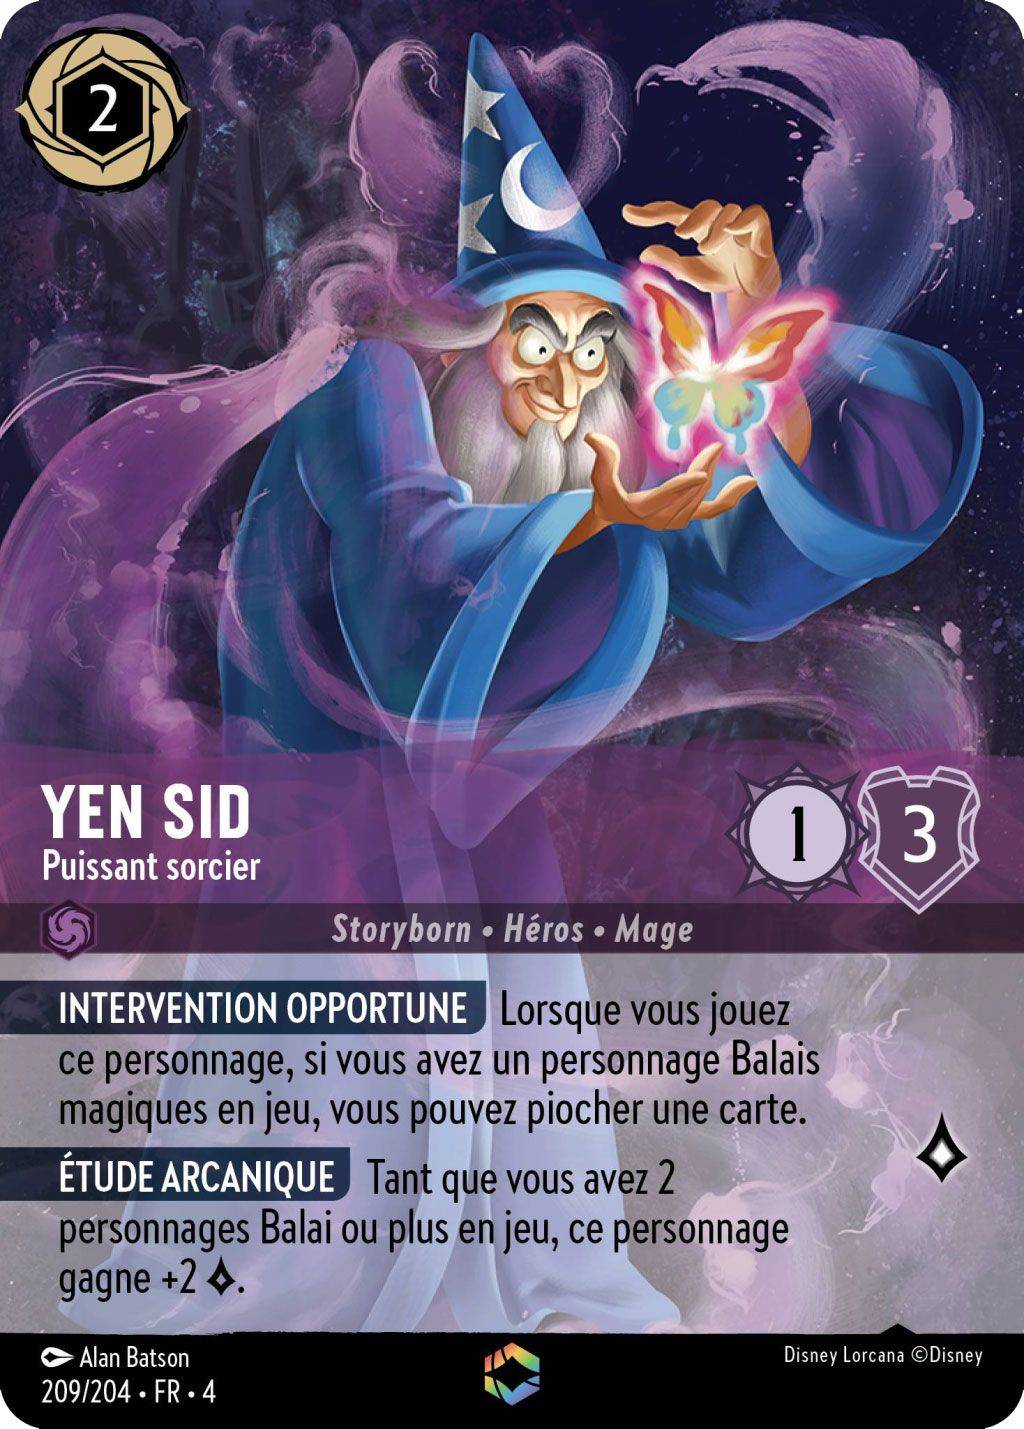 2
YEN SID
Puissant sorcier
1
3
Storyborn • Héros • Mage
INTERVENTION OPPORTUNE Lorsque vous jouez
ce personnage, si vous avez un personnage Balais
magiques en jeu, vous pouvez piocher une carte.
ÉTUDE ARCANIQUE Tant que vous avez 2
personnages Balai ou plus en jeu, ce personnage
gagne +2 .
Alan Batson
Disney Lorcana ©Disney
209/204 • FR • 4